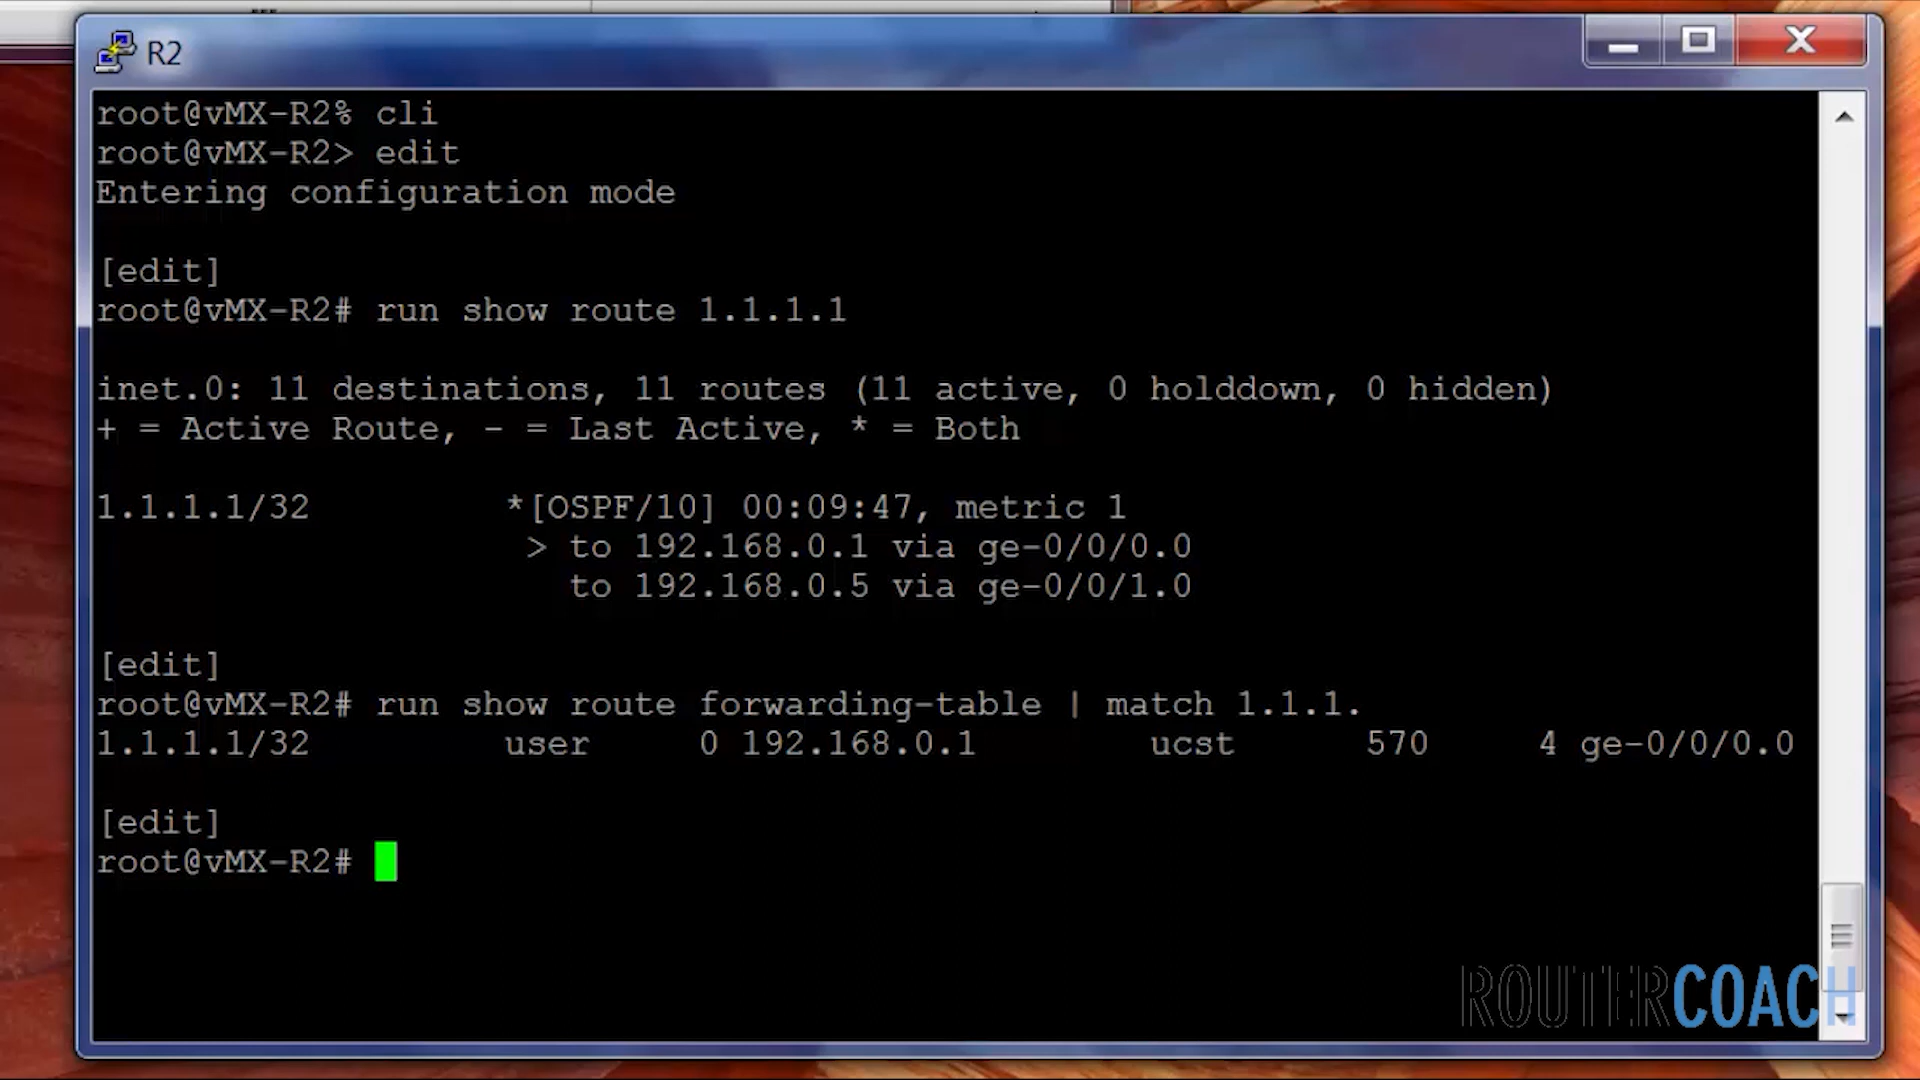 R2
root@vMX-R2% cli
root@vMX-R2> edit
Entering configuration mode
[edit]
root@vMX-R2# run show route 1.1.1.1
inet.0: 11 destinations, 11 routes (11 active, 0 holddown, 0 hidden)
+ = Active Route, - = Last Active, * = Both
1.1.1.1/32 *[OSPF/10] 00:09:47, metric 1
> to 192.168.0.1 via ge-0/0/0.0
to 192.168.0.5 via ge-0/0/1.0
[edit]
root@vMX-R2# run show route forwarding-table | match 1.1.1.
1.1.1.1/32 user 0 192.168.0.1 ucst 570 4 ge-0/0/0.0
[edit]
root@vMX-R2#
ROUTERCOACH